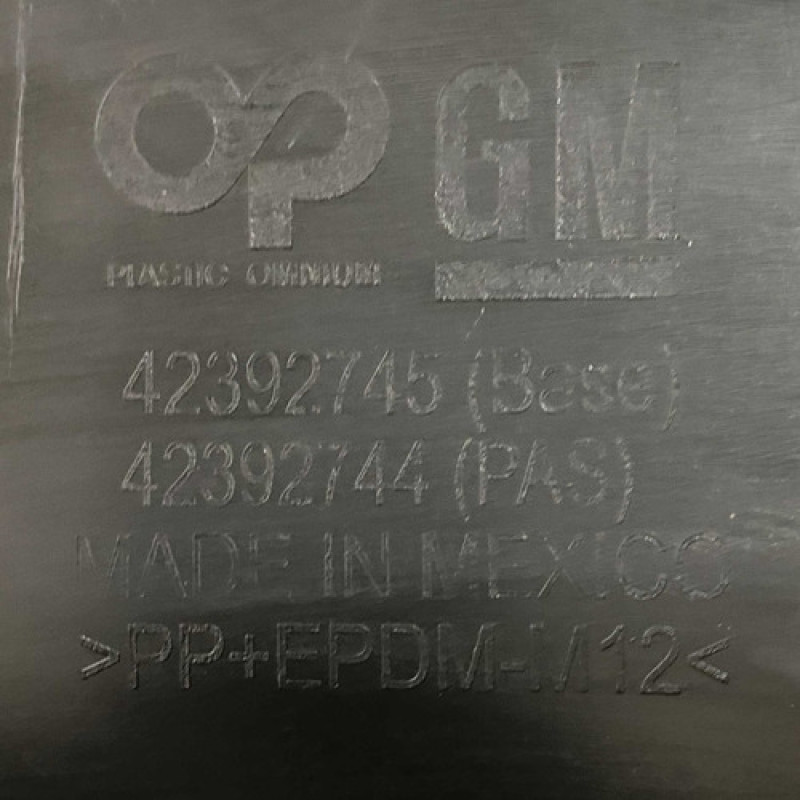 OP GM
PLASTIC OMNIUM
42392745 (Base)
42392744 (PAS)
MADE IN MEXICO
>PP+EPDM-M12<